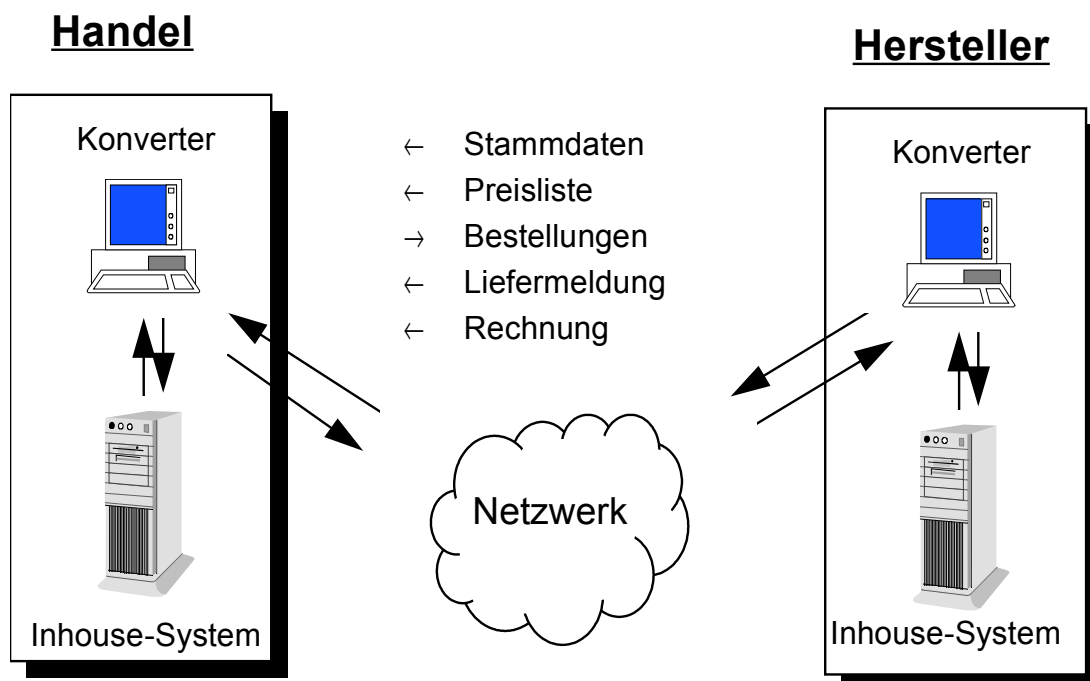 Handel
Hersteller
Konverter
← Stammdaten
← Preisliste
→ Bestellungen
← Liefermeldung
← Rechnung
Konverter
Netzwerk
Inhouse-System
Inhouse-System